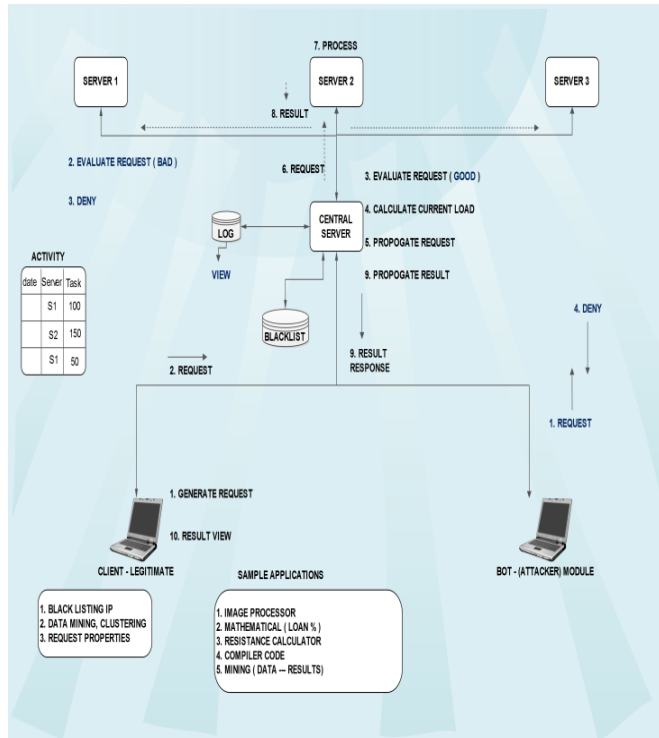 7. PROCESS
SERVER 1
SERVER 2
SERVER 3
8. RESULT
2. EVALUATE REQUEST ( BAD )
6. REQUEST
3. EVALUATE REQUEST ( GOOD )
3. DENY
4. CALCULATE CURRENT LOAD
CENTRAL
SERVER
LOG
5. PROPOGATE REQUEST
ACTIVITY
VIEW
9. PROPOGATE RESULT
date Server Task
S1 100
S2 150
S1 50
BLACKLIST
4. DENY
9. RESULT
RESPONSE
2. REQUEST
1. REQUEST
1. GENERATE REQUEST
10. RESULT VIEW
CLIENT - LEGITIMATE
BOT - (ATTACKER) MODULE
SAMPLE APPLICATIONS
1. BLACK LISTING IP
2. DATA MINING, CLUSTERING
3. REQUEST PROPERTIES
1. IMAGE PROCESSOR
2. MATHEMATICAL ( LOAN % )
3. RESISTANCE CALCULATOR
4. COMPILER CODE
5. MINING ( DATA --- RESULTS)